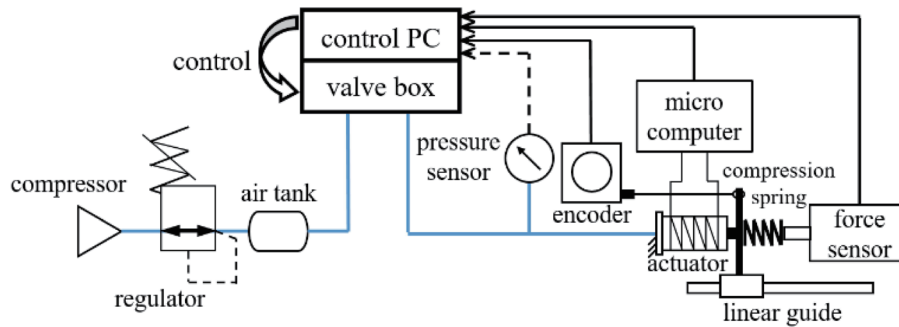 control PC
control
valve box
micro
computer
pressure
sensor
compression
spring
compressor
air tank
encoder
force
sensor
actuator
regulator
linear guide